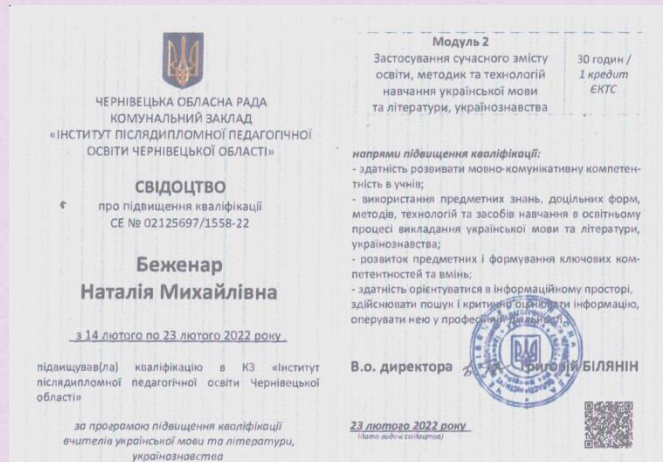 ЧЕРНІВЕЦЬКА ОБЛАСНА РАДА
КОМУНАЛЬНИЙ ЗАКЛАД
«ІНСТИТУТ ПІСЛЯДИПЛОМНОЇ ПЕДАГОГІЧНОЇ
ОСВІТИ ЧЕРНІВЕЦЬКОЇ ОБЛАСТІ»
СВІДОЦТВО
про підвищення кваліфікації
СЕ № 02125697/1558-22
Беженар
Наталія Михайлівна
з 14 лютого по 23 лютого 2022 року
підвищував(ла) кваліфікацію в КЗ «Інститут
післядипломної педагогічної освіти Чернівецької
області»
за програмою підвищення кваліфікації
вчителів української мови та літератури,
українознавства
Модуль 2
Застосування сучасного змісту
освіти, методик та технологій
навчання української мови
та літератури, українознавства
30 годин /
1 кредит
ЄКТС
напрями підвищення кваліфікації:
- здатність розвивати мовно-комунікативну компетен-
тність в учнів;
- використання предметних знань, доцільних форм,
методів, технологій та засобів навчання в освітньому
процесі викладання української мови та літератури,
українознавства;
- розвиток предметних і формування ключових ком-
петентностей та вмінь;
- здатність орієнтуватися в інформаційному просторі,
здійснювати пошук і критично оцінювати інформацію,
оперувати нею у професійній діяльності.
В.о. директора Григорій БІЛЯНІН
23 лютого 2022 року
(дата видачі свідоцтва)